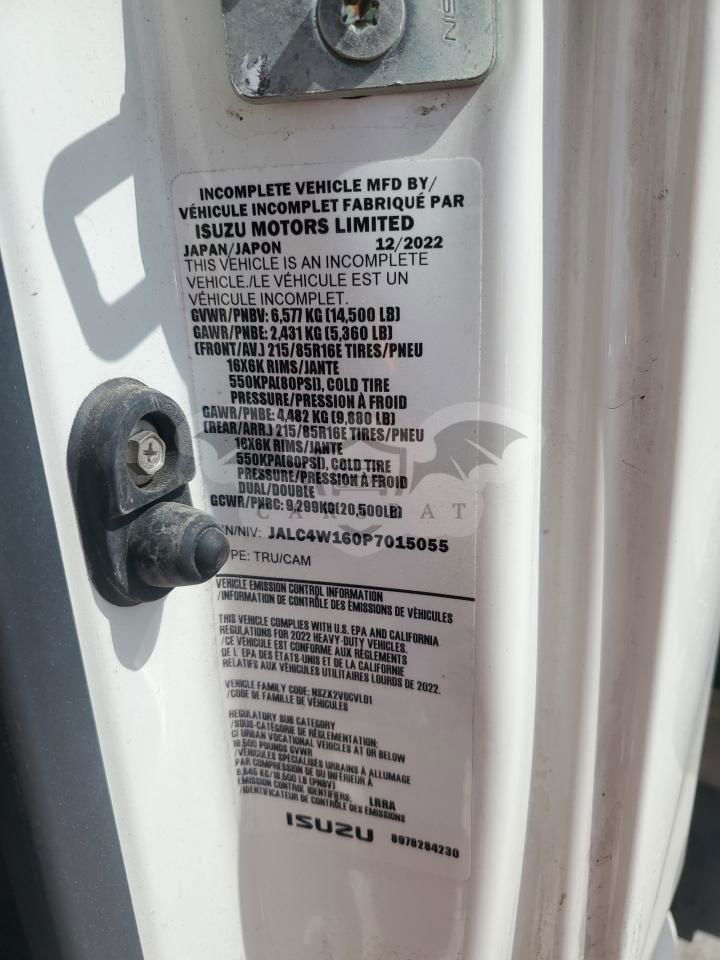 SIN
INCOMPLETE VEHICLE MFD BY/
VÉHICULE INCOMPLET FABRIQUÉ PAR
ISUZU MOTORS LIMITED
JAPAN/JAPON 12/2022
THIS VEHICLE IS AN INCOMPLETE
VEHICLE./LE VÉHICULE EST UN
VÉHICULE INCOMPLET.
GVWR/PNBV: 6,577 KG (14,500 LB)
GAWR/PNBE: 2,431 KG (5,360 LB)
(FRONT/AV.) 215/85R16E TIRES/PNEU
16X6K RIMS/JANTE
550KPA(80PSI), COLD TIRE
PRESSURE/PRESSION À FROID
GAWR/PNBE: 4,482 KG (9,880 LB)
(REAR/ARR.) 215/85R16E TIRES/PNEU
16X6K RIMS/JANTE
550KPA(80PSI), COLD TIRE
PRESSURE/PRESSION À FROID
DUAL/DOUBLE
GCWR/PNBC: 9,299KG(20,500LB)
IN/NIV: JALC4W160P7015055
PE: TRU/CAM
VEHICLE EMISSION CONTROL INFORMATION
/INFORMATION DE CONTRÔLE DES ÉMISSIONS DE VÉHICULES
THIS VEHICLE COMPLIES WITH U.S. EPA AND CALIFORNIA
REGULATIONS FOR 2022 HEAVY-DUTY VEHICLES.
/CE VÉHICULE EST CONFORME AUX RÈGLEMENTS
DE L'EPA DES ÉTATS-UNIS ET DE LA CALIFORNIE
RELATIFS AUX VÉHICULES UTILITAIRES LOURDS DE 2022.
VEHICLE FAMILY CODE: NSZX2VOCVLD1
/CODE DE FAMILLE DE VÉHICULES
REGULATORY SUB CATEGORY
/SOUS-CATÉGORIE DE RÉGLEMENTATION:
CI URBAN VOCATIONAL VEHICLES AT OR BELOW
19,500 POUNDS GVWR
/VÉHICULES SPÉCIALISÉS URBAINS À ALLUMAGE
PAR COMPRESSION DE OU INFÉRIEUR À
8,845 KG/19,500 LB (PNBV)
EMISSION CONTROL IDENTIFIERS: LRRA
/IDENTIFICATEUR DE CONTRÔLE DES ÉMISSIONS
ISUZU 8978284230